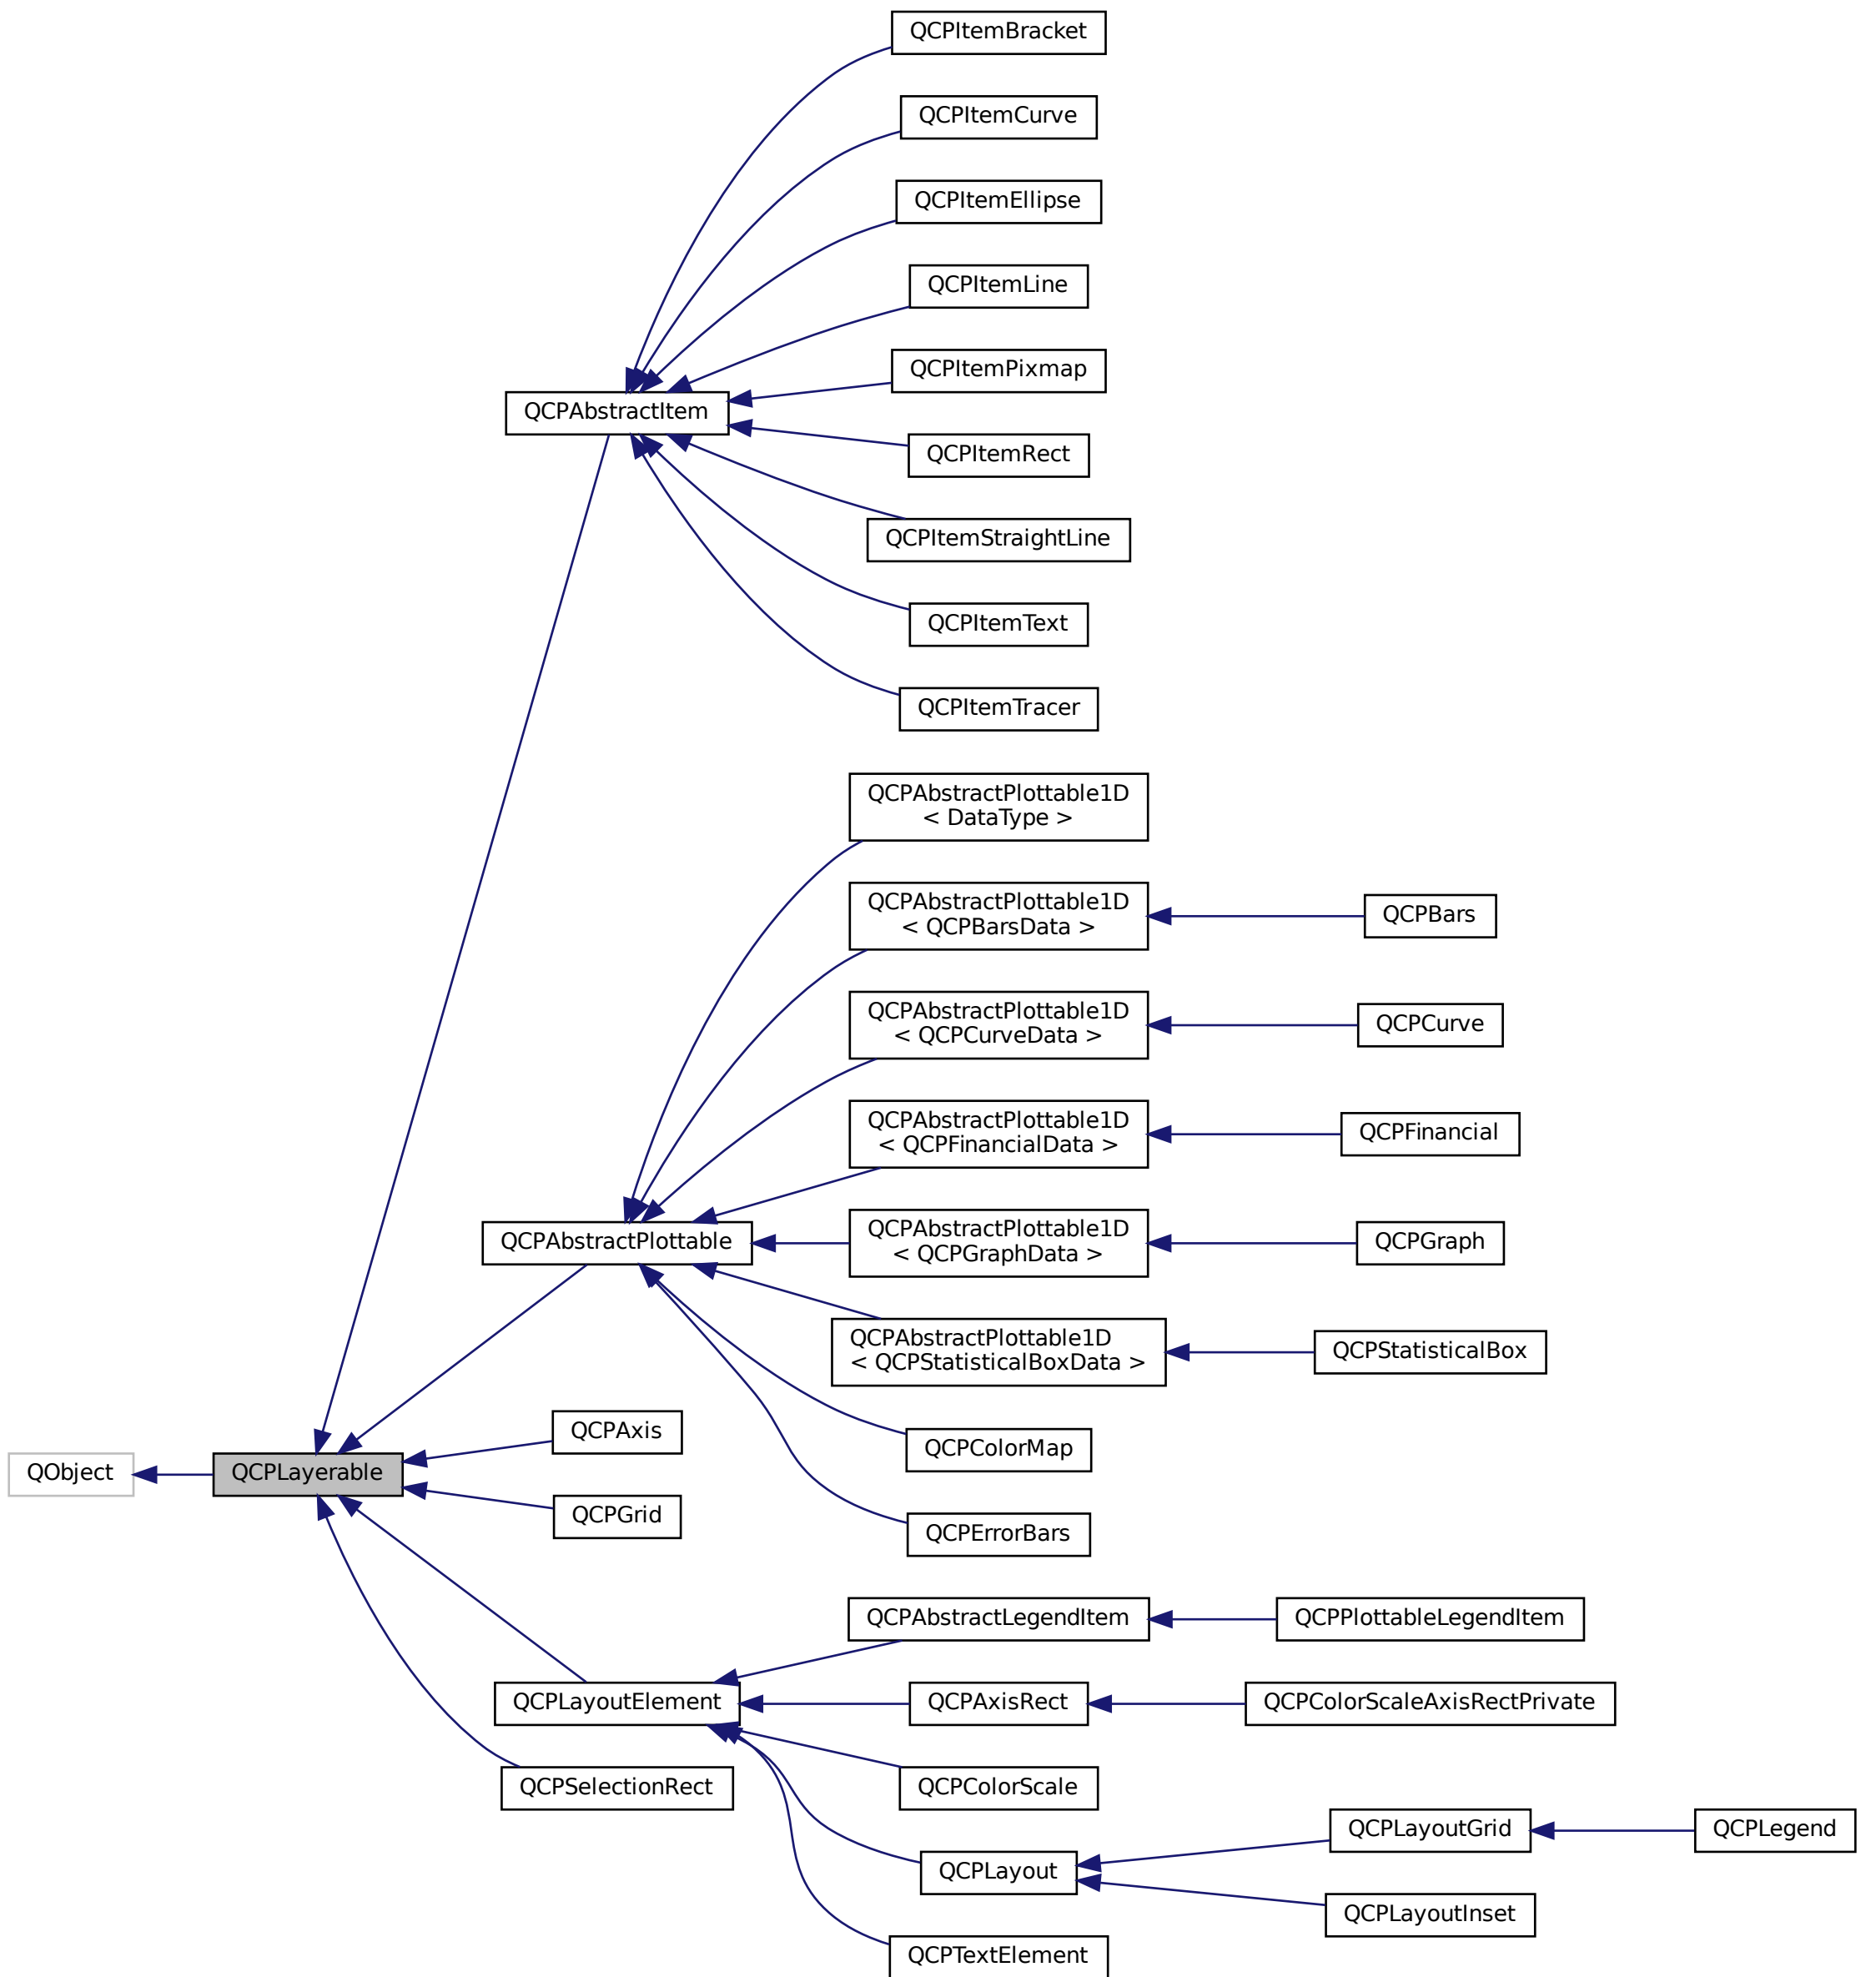 QCPItemBracket
QCPItemCurve
QCPItemEllipse
QCPItemLine
QCPItemPixmap
QCPAbstractItem
QCPItemRect
QCPItemStraightLine
QCPItemText
QCPItemTracer
QCPAbstractPlottable1D
< DataType >
QCPAbstractPlottable1D
< QCPBarsData >
QCPBars
QCPAbstractPlottable1D
< QCPCurveData >
QCPCurve
QCPAbstractPlottable1D
< QCPFinancialData >
QCPFinancial
QCPAbstractPlottable
QCPAbstractPlottable1D
< QCPGraphData >
QCPGraph
QCPAbstractPlottable1D
< QCPStatisticalBoxData >
QCPStatisticalBox
QCPAxis
QCPColorMap
QObject
QCPLayerable
QCPGrid
QCPErrorBars
QCPAbstractLegendItem
QCPPlottableLegendItem
QCPLayoutElement
QCPAxisRect
QCPColorScaleAxisRectPrivate
QCPSelectionRect
QCPColorScale
QCPLayoutGrid
QCPLegend
QCPLayout
QCPLayoutInset
QCPTextElement